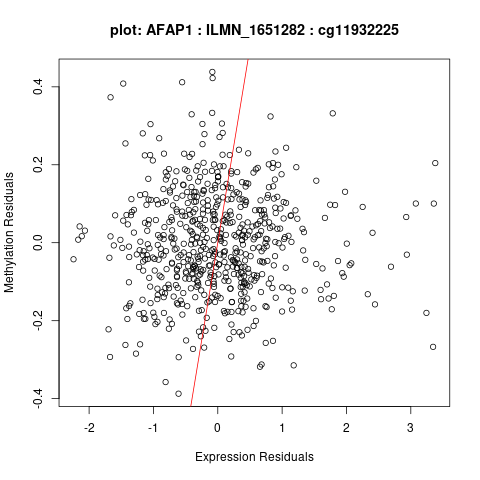 plot: AFAP1 : ILMN_1651282 : cg11932225
Methylation Residuals
0.4
0.2
0.0
-0.2
-0.4
-2 -1 0 1 2 3
Expression Residuals